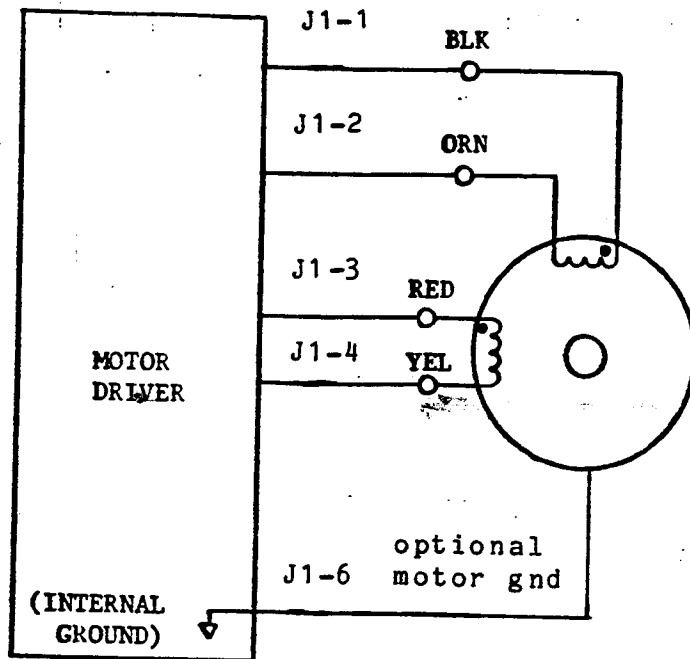 J1-1
BLK
J1-2
ORN
J1-3
RED
J1-4
YEL
MOTOR
DRIVER
optional
J1-6 motor gnd
(INTERNAL
GROUND)